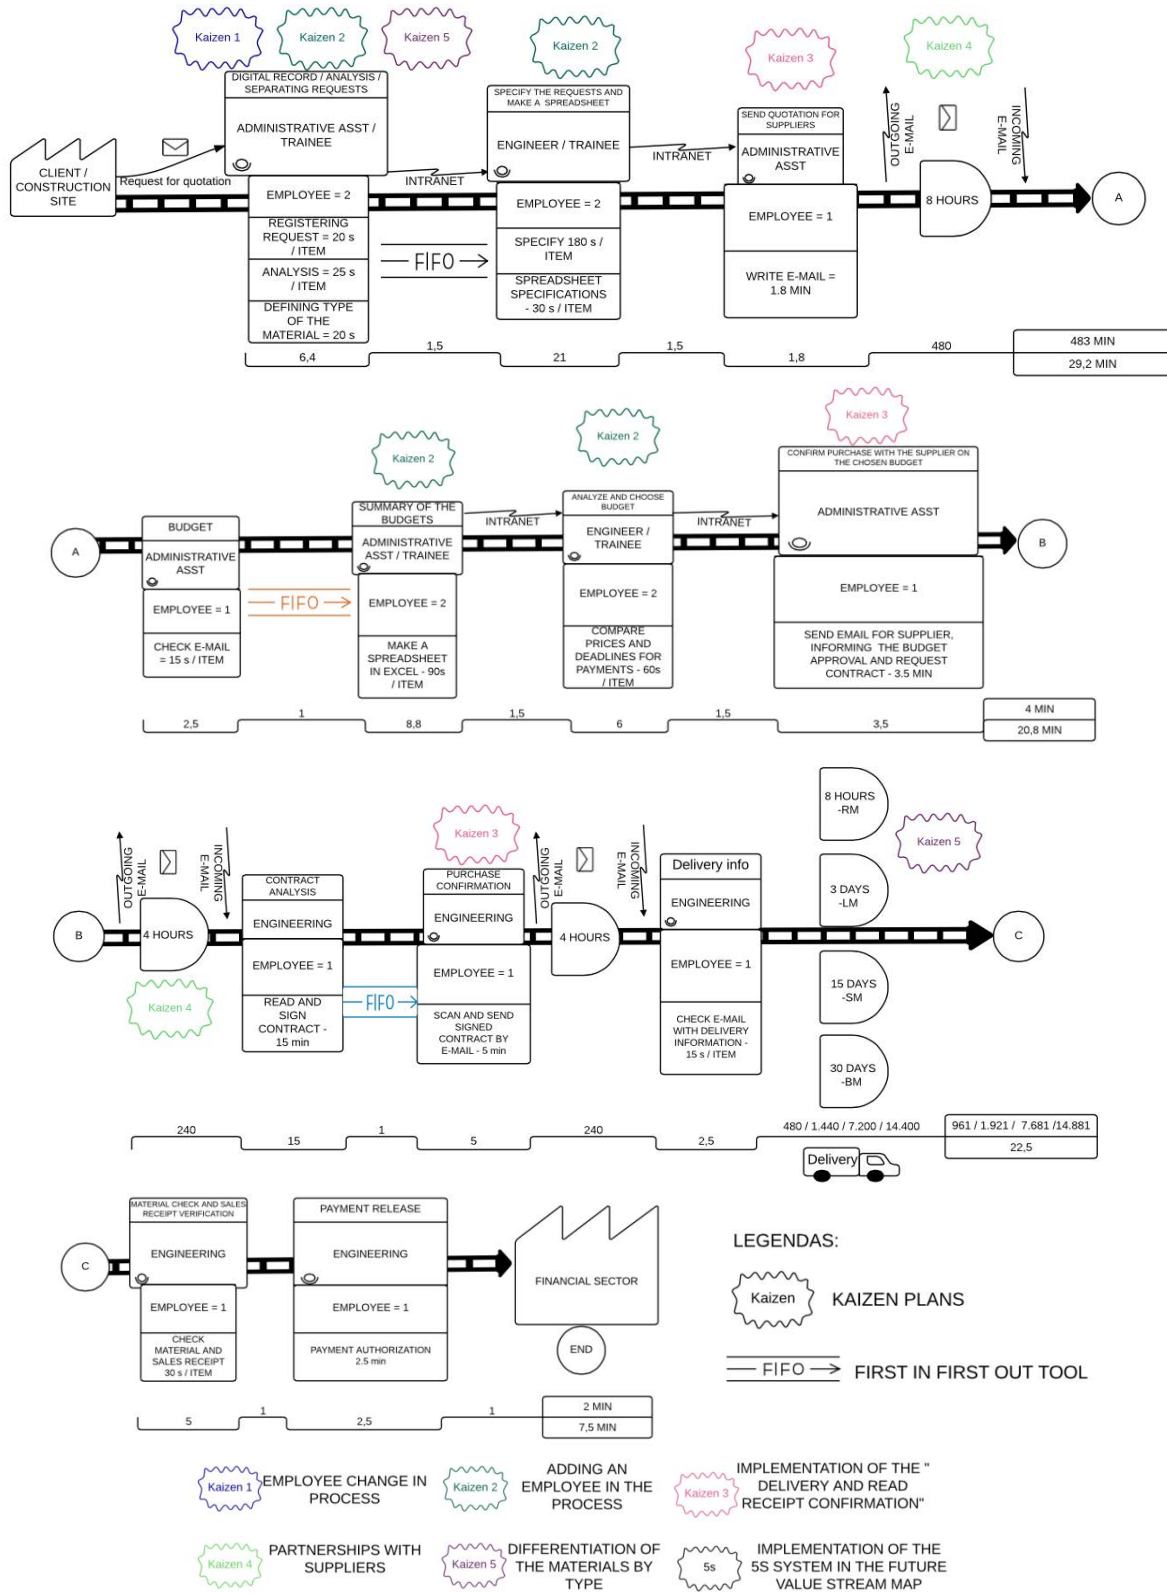 Kaizen 1
Kaizen 2
Kaizen 5
Kaizen 2
Kaizen 3
Kaizen 4
DIGITAL RECORD / ANALYSIS /
SEPARATING REQUESTS
ADMINISTRATIVE ASST /
TRAINEE
SPECIFY THE REQUESTS AND
MAKE A SPREADSHEET
ENGINEER / TRAINEE
SEND QUOTATION FOR
SUPPLIERS
ADMINISTRATIVE
ASST
OUTGOING
E-MAIL
INCOMING
E-MAIL
CLIENT /
CONSTRUCTION
SITE
Request for quotation
INTRANET
INTRANET
8 HOURS
A
EMPLOYEE = 2
REGISTERING
REQUEST = 20 s
/ ITEM
ANALYSIS = 25 s
/ ITEM
DEFINING TYPE
OF THE
MATERIAL = 20 s
FIFO
EMPLOYEE = 2
SPECIFY 180 s /
ITEM
SPREADSHEET
SPECIFICATIONS
- 30 s / ITEM
EMPLOYEE = 1
WRITE E-MAIL =
1.8 MIN
6,4
1,5
21
1,5
1,8
480
483 MIN
29,2 MIN
Kaizen 2
Kaizen 2
Kaizen 3
A
BUDGET
ADMINISTRATIVE
ASST
EMPLOYEE = 1
CHECK E-MAIL
= 15 s / ITEM
FIFO
SUMMARY OF THE
BUDGETS
ADMINISTRATIVE
ASST / TRAINEE
EMPLOYEE = 2
MAKE A
SPREADSHEET
IN EXCEL - 90s
/ ITEM
INTRANET
ANALYZE AND CHOOSE
BUDGET
ENGINEER /
TRAINEE
EMPLOYEE = 2
COMPARE
PRICES AND
DEADLINES FOR
PAYMENTS - 60s
/ ITEM
INTRANET
CONFIRM PURCHASE WITH THE SUPPLIER ON
THE CHOSEN BUDGET
ADMINISTRATIVE ASST
EMPLOYEE = 1
SEND EMAIL FOR SUPPLIER,
INFORMING THE BUDGET
APPROVAL AND REQUEST
CONTRACT - 3.5 MIN
B
2,5
1
8,8
1,5
6
1,5
3,5
4 MIN
20,8 MIN
B
OUTGOING
E-MAIL
INCOMING
E-MAIL
4 HOURS
Kaizen 4
CONTRACT
ANALYSIS
ENGINEERING
EMPLOYEE = 1
READ AND
SIGN
CONTRACT -
15 min
FIFO
Kaizen 3
PURCHASE
CONFIRMATION
ENGINEERING
EMPLOYEE = 1
SCAN AND SEND
SIGNED
CONTRACT BY
E-MAIL - 5 min
OUTGOING
E-MAIL
INCOMING
E-MAIL
4 HOURS
Delivery info
ENGINEERING
EMPLOYEE = 1
CHECK E-MAIL
WITH DELIVERY
INFORMATION -
15 s / ITEM
8 HOURS
-RM
3 DAYS
-LM
15 DAYS
-SM
30 DAYS
-BM
Kaizen 5
C
240
15
1
5
240
2,5
480 / 1.440 / 7.200 / 14.400
961 / 1.921 / 7.681 /14.881
22,5
Delivery
C
MATERIAL CHECK AND SALES
RECEIPT VERIFICATION
ENGINEERING
EMPLOYEE = 1
CHECK
MATERIAL AND
SALES RECEIPT
30 s / ITEM
PAYMENT RELEASE
ENGINEERING
EMPLOYEE = 1
PAYMENT AUTHORIZATION
2.5 min
FINANCIAL SECTOR
END
5
1
2,5
1
2 MIN
7,5 MIN
LEGENDAS:
Kaizen
KAIZEN PLANS
FIFO
FIRST IN FIRST OUT TOOL
Kaizen 1
EMPLOYEE CHANGE IN
PROCESS
Kaizen 2
ADDING AN
EMPLOYEE IN THE
PROCESS
Kaizen 3
IMPLEMENTATION OF THE "
DELIVERY AND READ
RECEIPT CONFIRMATION"
Kaizen 4
PARTNERSHIPS WITH
SUPPLIERS
Kaizen 5
DIFFERENTIATION OF
THE MATERIALS BY
TYPE
5s
IMPLEMENTATION OF THE
5S SYSTEM IN THE FUTURE
VALUE STREAM MAP